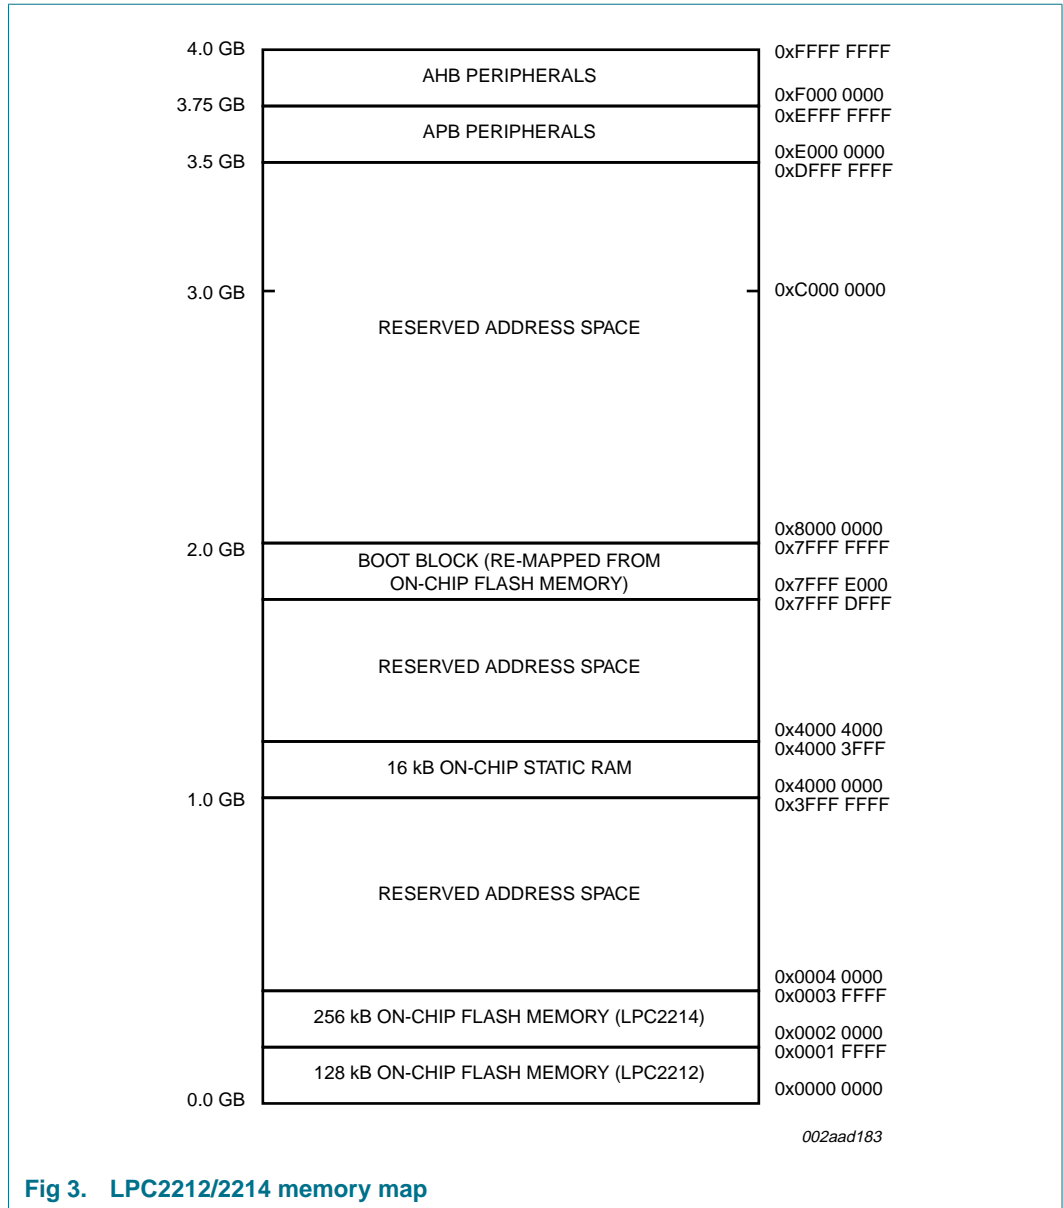 4.0 GB
0xFFFF FFFF
AHB PERIPHERALS
0xF000 0000
3.75 GB
0xEFFF FFFF
APB PERIPHERALS
0xE000 0000
3.5 GB
0xDFFF FFFF
3.0 GB
0xC000 0000
RESERVED ADDRESS SPACE
0x8000 0000
2.0 GB
0x7FFF FFFF
BOOT BLOCK (RE-MAPPED FROM
ON-CHIP FLASH MEMORY)
0x7FFF E000
0x7FFF DFFF
RESERVED ADDRESS SPACE
0x4000 4000
0x4000 3FFF
16 kB ON-CHIP STATIC RAM
0x4000 0000
1.0 GB
0x3FFF FFFF
RESERVED ADDRESS SPACE
0x0004 0000
0x0003 FFFF
256 kB ON-CHIP FLASH MEMORY (LPC2214)
0x0002 0000
0x0001 FFFF
128 kB ON-CHIP FLASH MEMORY (LPC2212)
0x0000 0000
0.0 GB
002aad183
Fig 3. LPC2212/2214 memory map